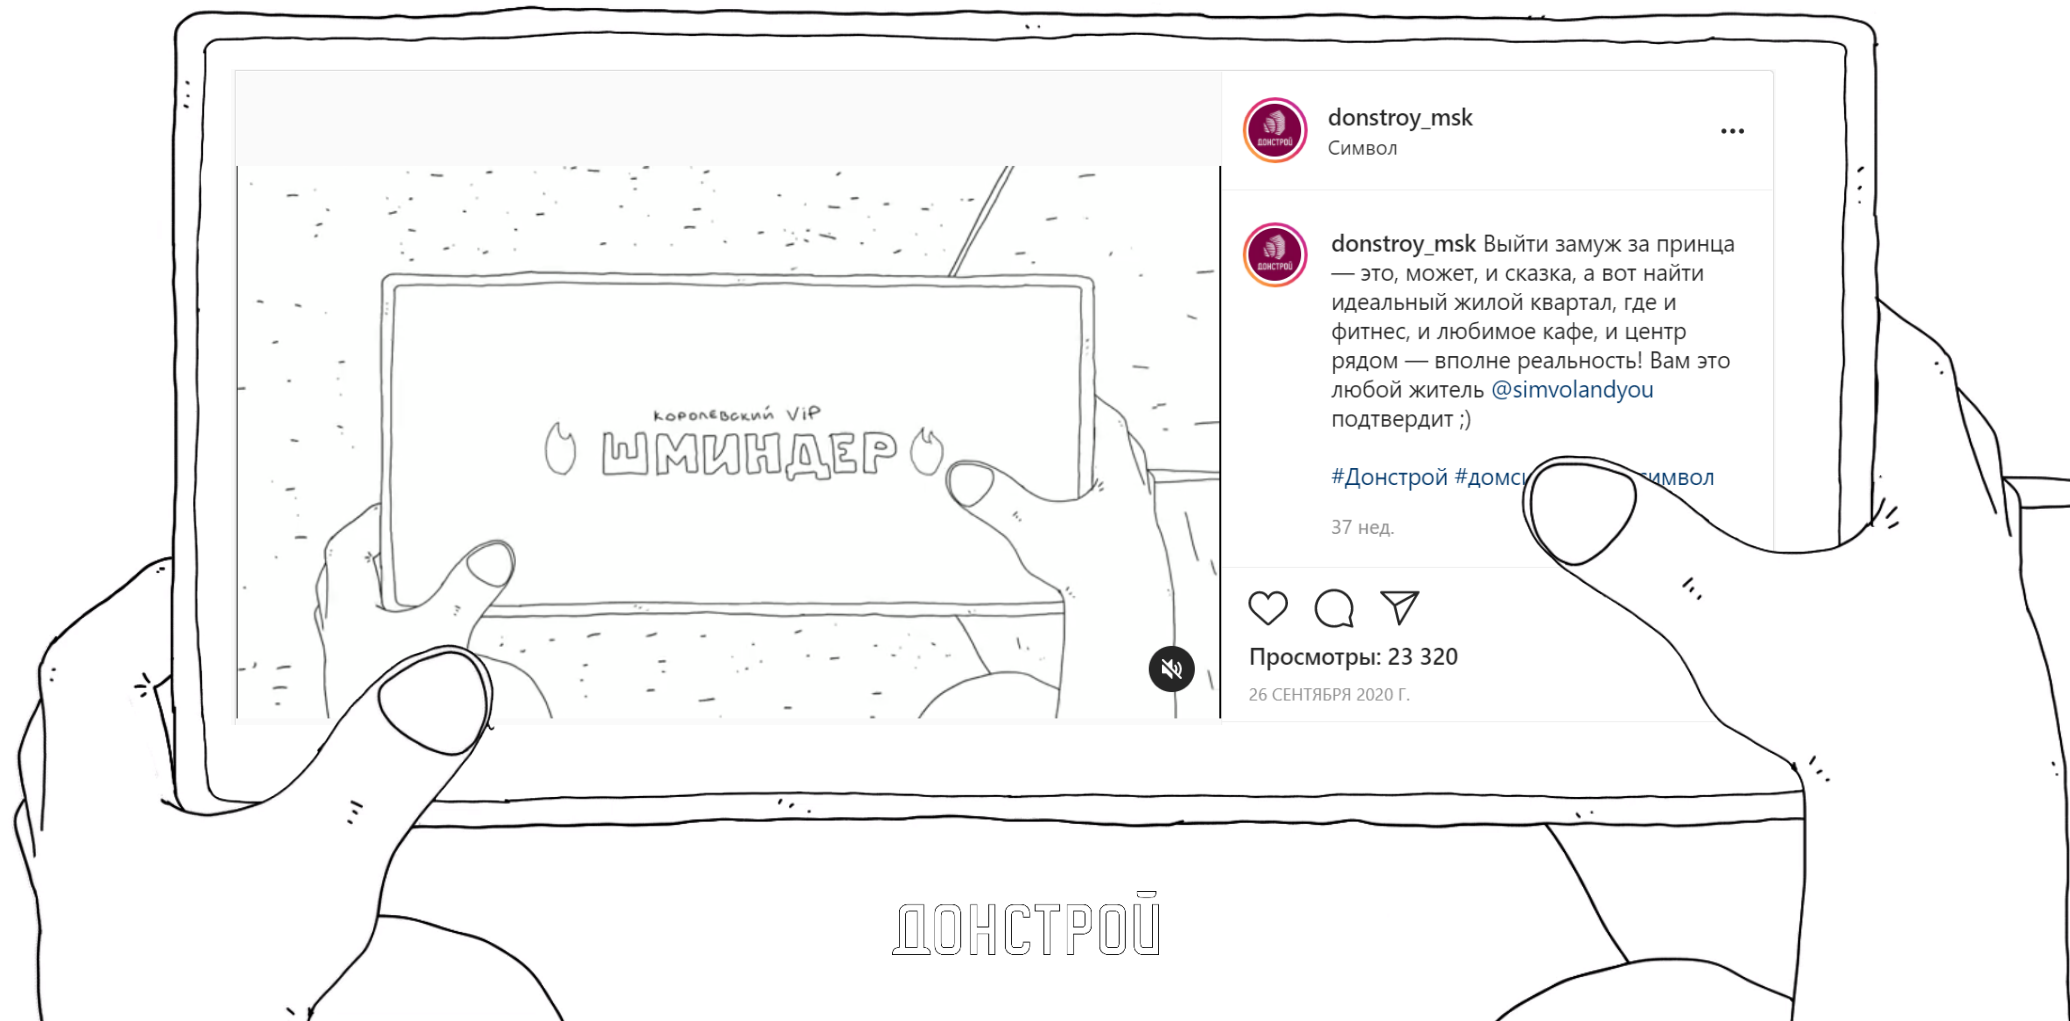 donstroy_msk
Символ
ДОНСТРОЙ
donstroy_msk Выйти замуж за принца
— это, может, и сказка, а вот найти
идеальный жилой квартал, где и
фитнес, и любимое кафе, и центр
рядом — вполне реальность! Вам это
любой житель @simvolandyou
подтвердит ;)
ДОНСТРОЙ
#Донстрой
37 нед.
королевский ViP
ШМИНДЕР
Просмотры: 23 320
26 СЕНТЯБРЯ 2020 Г.
ДОНСТРОЙ